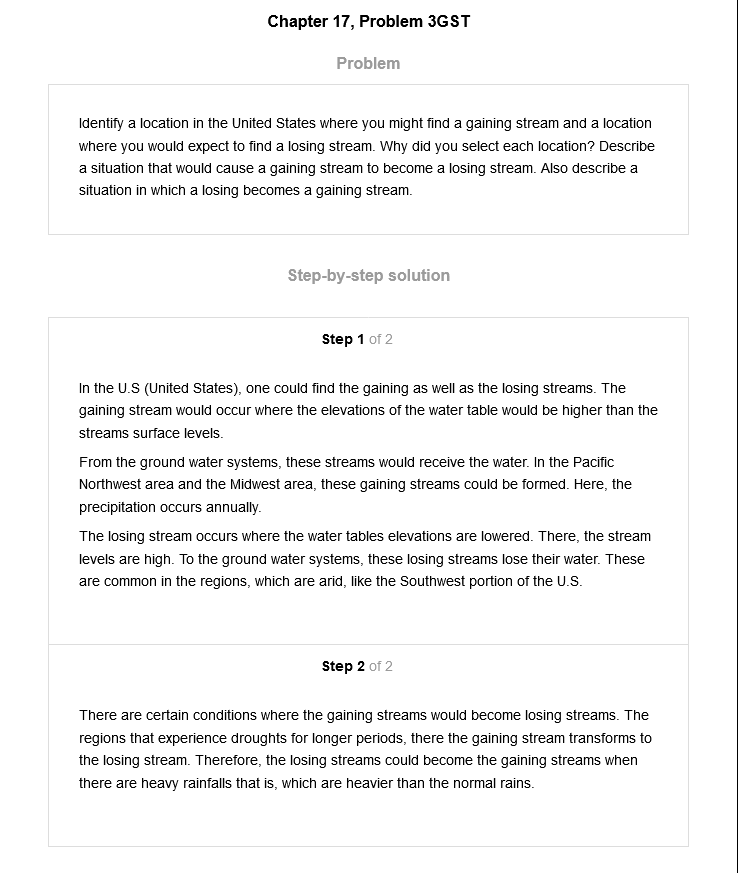 Chapter 17, Problem 3GST
Problem
Identify a location in the United States where you might find a gaining stream and a location
where you would expect to find a losing stream. Why did you select each location? Describe
a situation that would cause a gaining stream to become a losing stream. Also describe a
situation in which a losing becomes a gaining stream.
Step-by-step solution
Step 1 of 2
In the U.S (United States), one could find the gaining as well as the losing streams. The
gaining stream would occur where the elevations of the water table would be higher than the
streams surface levels.
From the ground water systems, these streams would receive the water. In the Pacific
Northwest area and the Midwest area, these gaining streams could be formed. Here, the
precipitation occurs annually.
The losing stream occurs where the water tables elevations are lowered. There, the stream
levels are high. To the ground water systems, these losing streams lose their water. These
are common in the regions, which are arid, like the Southwest portion of the U.S.
Step 2 of 2
There are certain conditions where the gaining streams would become losing streams. The
regions that experience droughts for longer periods, there the gaining stream transforms to
the losing stream. Therefore, the losing streams could become the gaining streams when
there are heavy rainfalls that is, which are heavier than the normal rains.